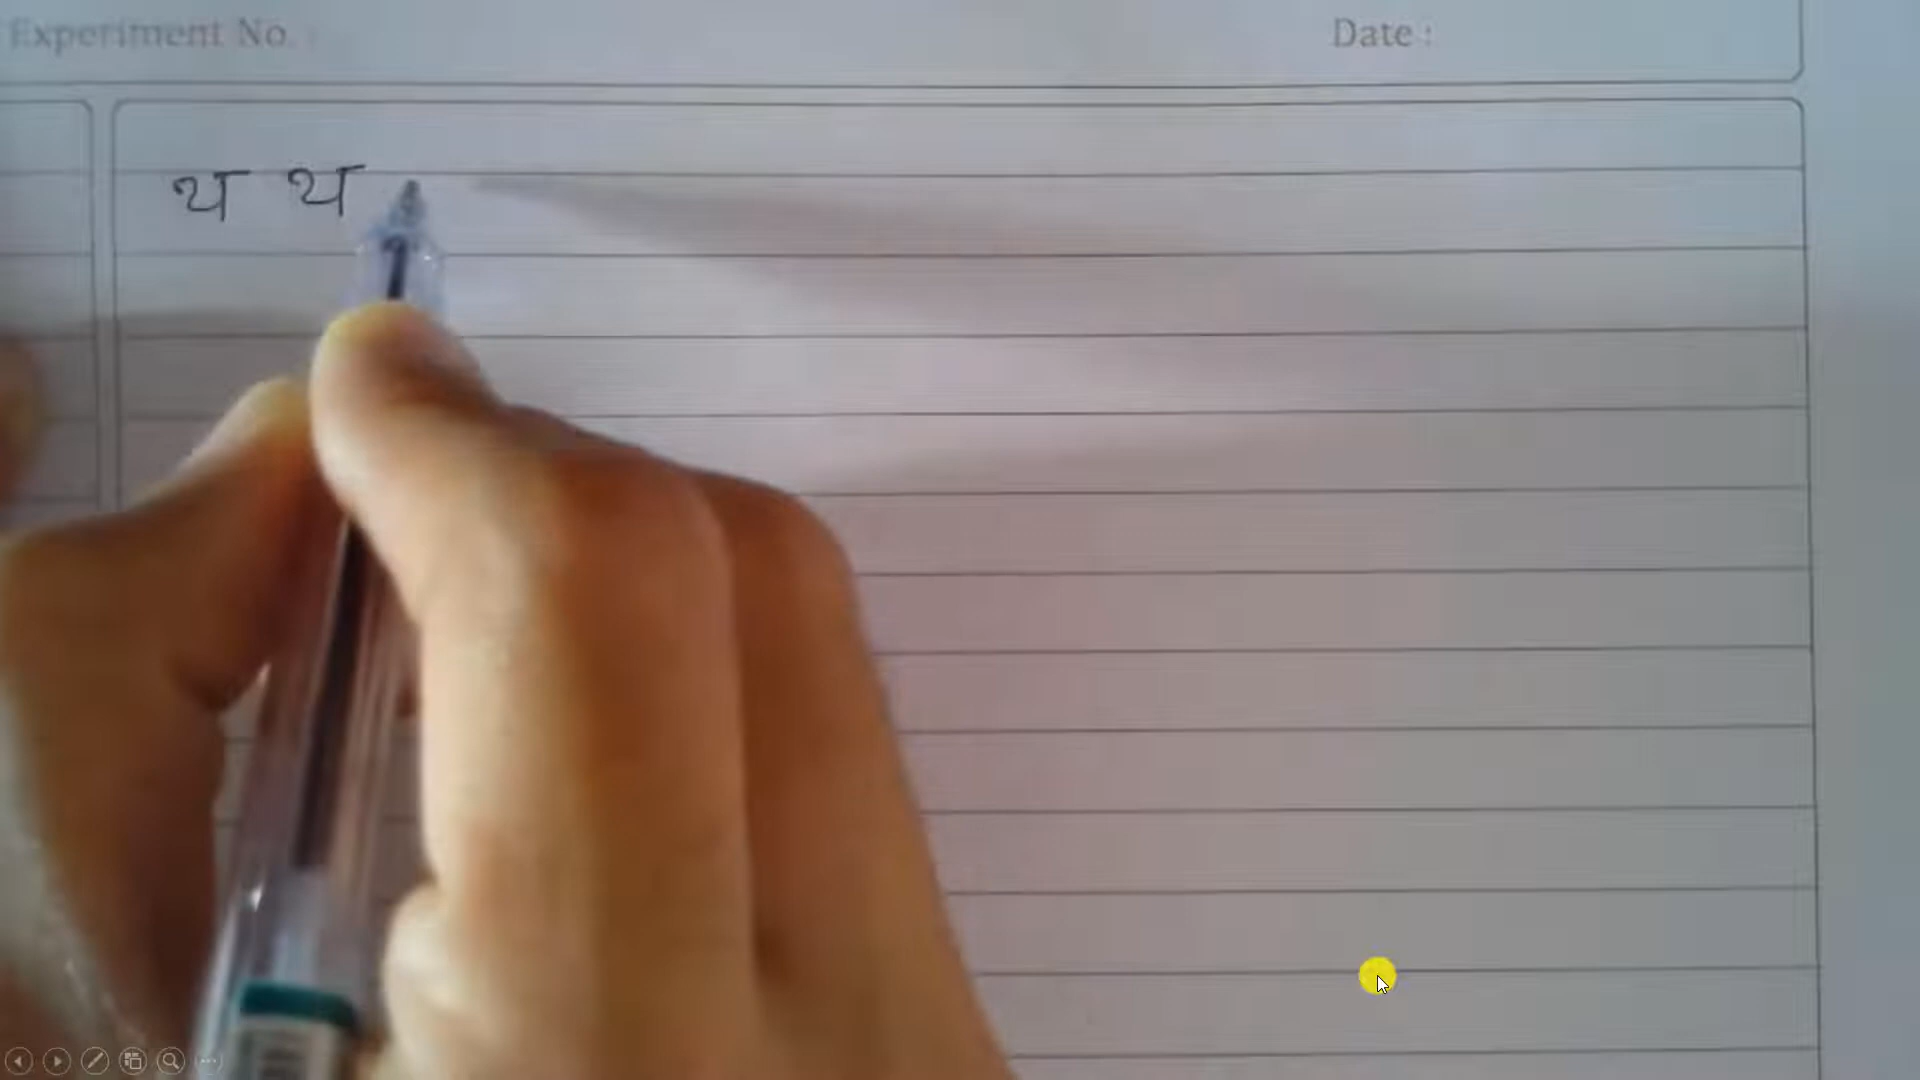 Experiment No. :
Date :
थ थ